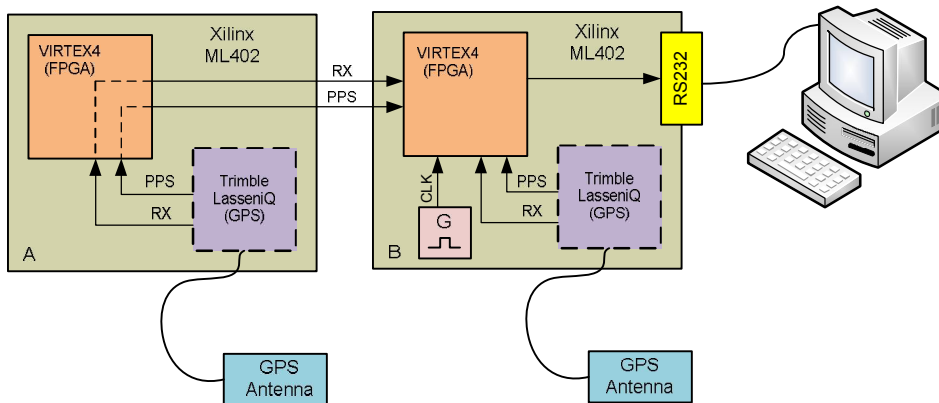 VIRTEX4
(FPGA)
Xilinx
ML402
RX
PPS
PPS
RX
Trimble
LasseniQ
(GPS)
A
GPS
Antenna
VIRTEX4
(FPGA)
Xilinx
ML402
RS232
CLK
G
PPS
RX
Trimble
LasseniQ
(GPS)
B
GPS
Antenna